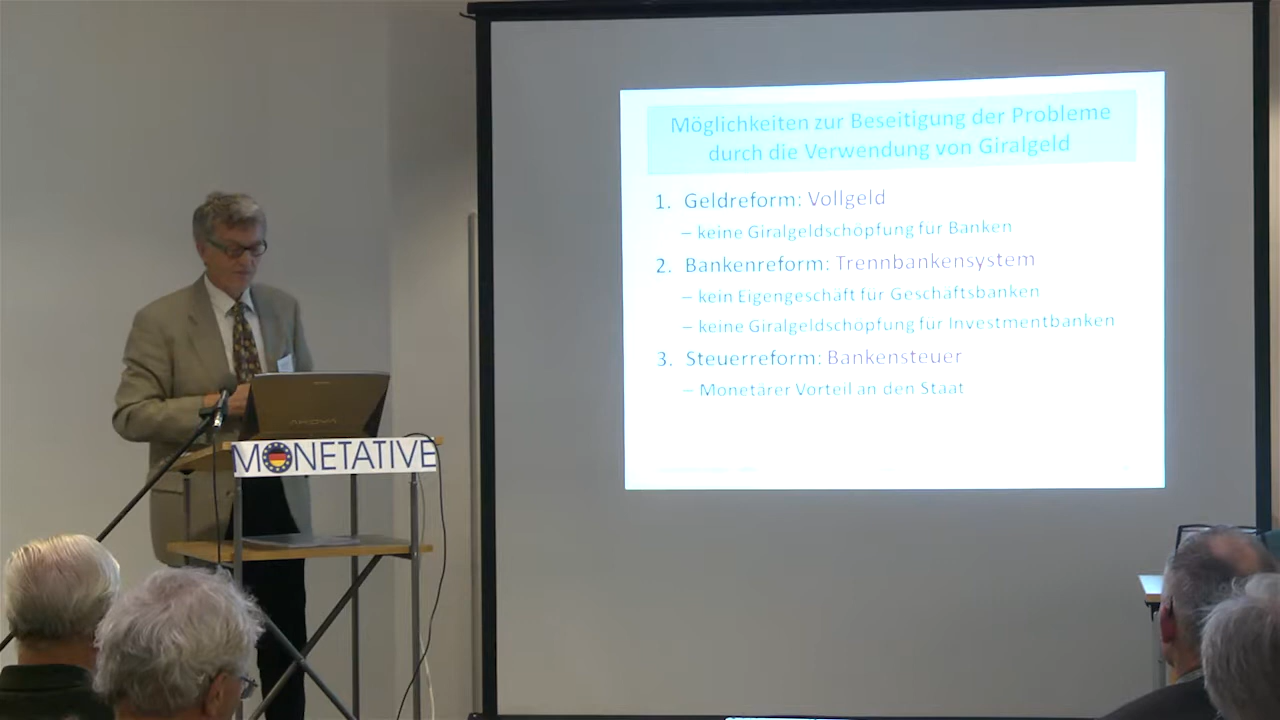 Möglichkeiten zur Beseitigung der Probleme
durch die Verwendung von Giralgeld
1. Geldreform: Vollgeld
– keine Giralgeldschöpfung für Banken
2. Bankenreform: Trennbankensystem
– kein Eigengeschäft für Geschäftsbanken
– keine Giralgeldschöpfung für Investmentbanken
3. Steuerreform: Bankensteuer
– Monetärer Vorteil an den Staat
AKOYA
MONETATIVE